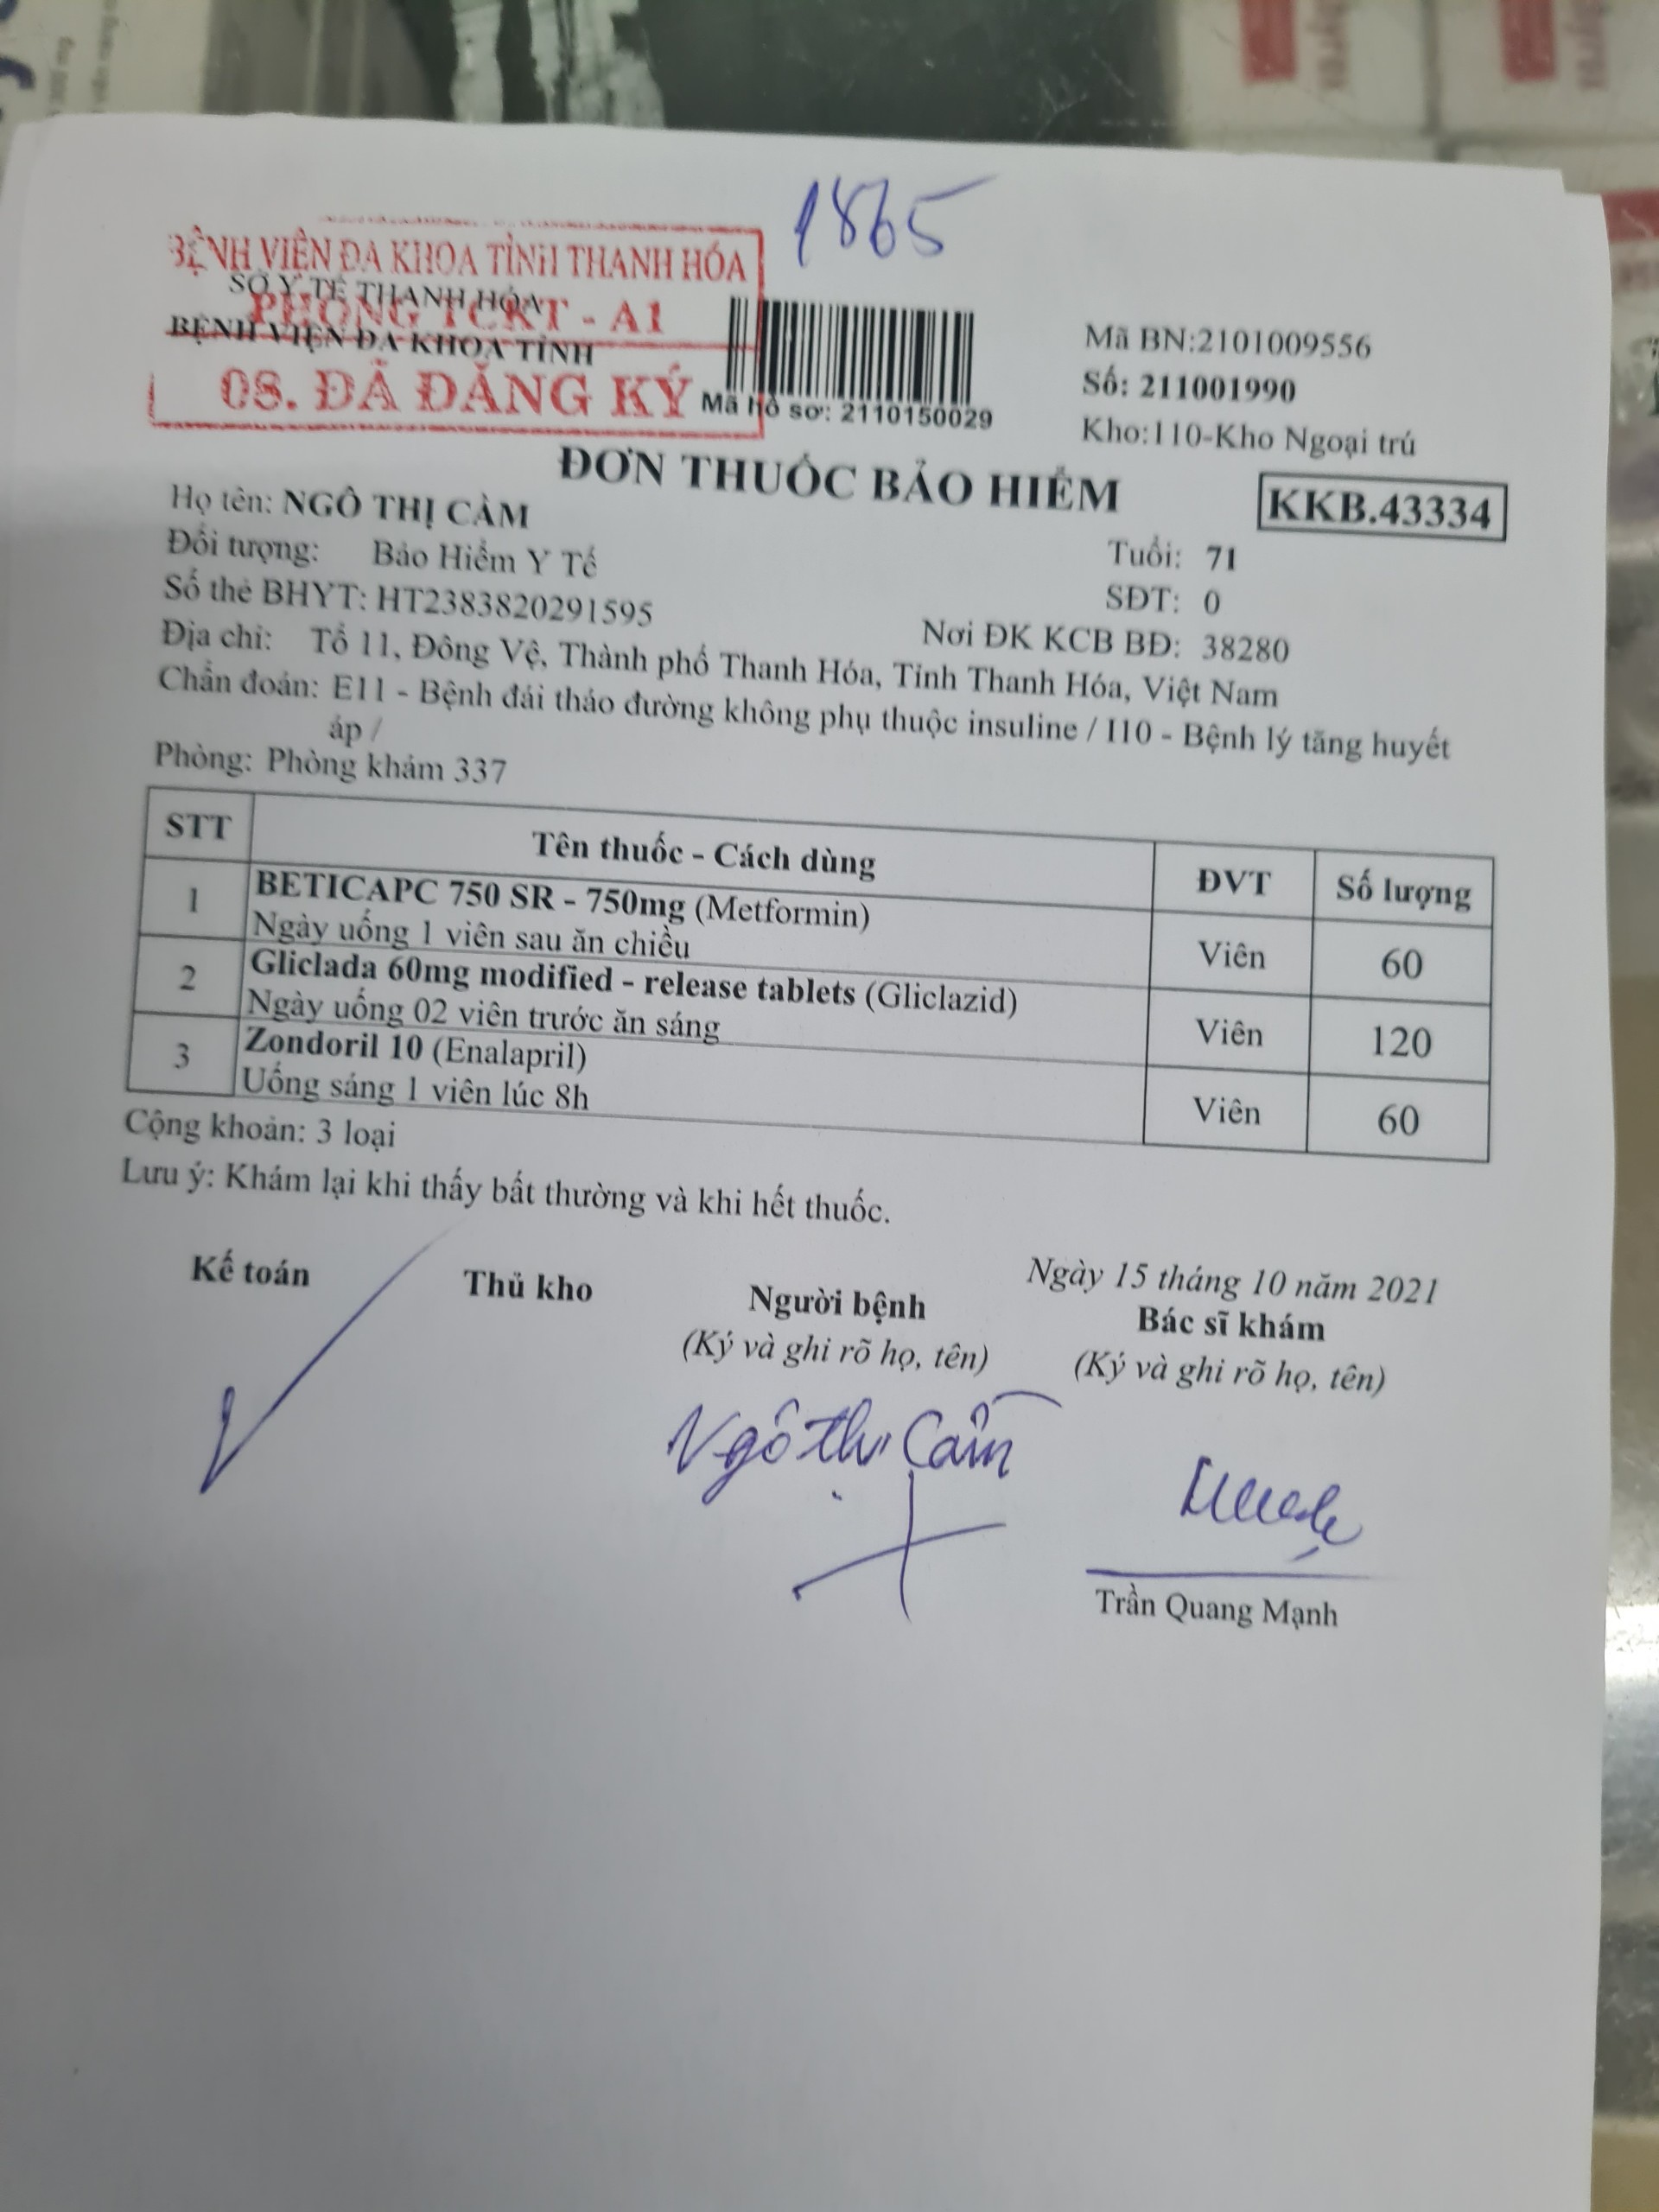 1865
BỆNH VIỆN ĐA KHOA TỈNH THANH HÓA
SỞ Y TẾ THANH HÓA
PHÒNG TCKT - A1
BỆNH VIỆN ĐA KHOA TỈNH
08. ĐÃ ĐĂNG KÝ
Mã hồ sơ: 2110150029
Mã BN:2101009556
Số: 211001990
Kho:110-Kho Ngoại trú
ĐƠN THUỐC BẢO HIỂM
KKB.43334
Họ tên: NGÔ THỊ CẦM
Tuổi: 71
Đối tượng: Bảo Hiểm Y Tế
SĐT: 0
Số thẻ BHYT: HT2383820291595
Nơi ĐK KCB BĐ: 38280
Địa chỉ: Tổ 11, Đông Vệ, Thành phố Thanh Hóa, Tỉnh Thanh Hóa, Việt Nam
Chẩn đoán: E11 - Bệnh đái tháo đường không phụ thuộc insuline / I10 - Bệnh lý tăng huyết
áp /
Phòng: Phòng khám 337
STT Tên thuốc - Cách dùng ĐVT Số lượng
1 BETICAPC 750 SR - 750mg (Metformin) Viên 60
Ngày uống 1 viên sau ăn chiều
2 Gliclada 60mg modified - release tablets (Gliclazid) Viên 120
Ngày uống 02 viên trước ăn sáng
3 Zondoril 10 (Enalapril) Viên 60
Uống sáng 1 viên lúc 8h
Cộng khoản: 3 loại
Lưu ý: Khám lại khi thấy bất thường và khi hết thuốc.
Ngày 15 tháng 10 năm 2021
Kế toán Thủ kho Người bệnh Bác sĩ khám
(Ký và ghi rõ họ, tên) (Ký và ghi rõ họ, tên)
Ngô Thị Cầm
Trần Quang Mạnh